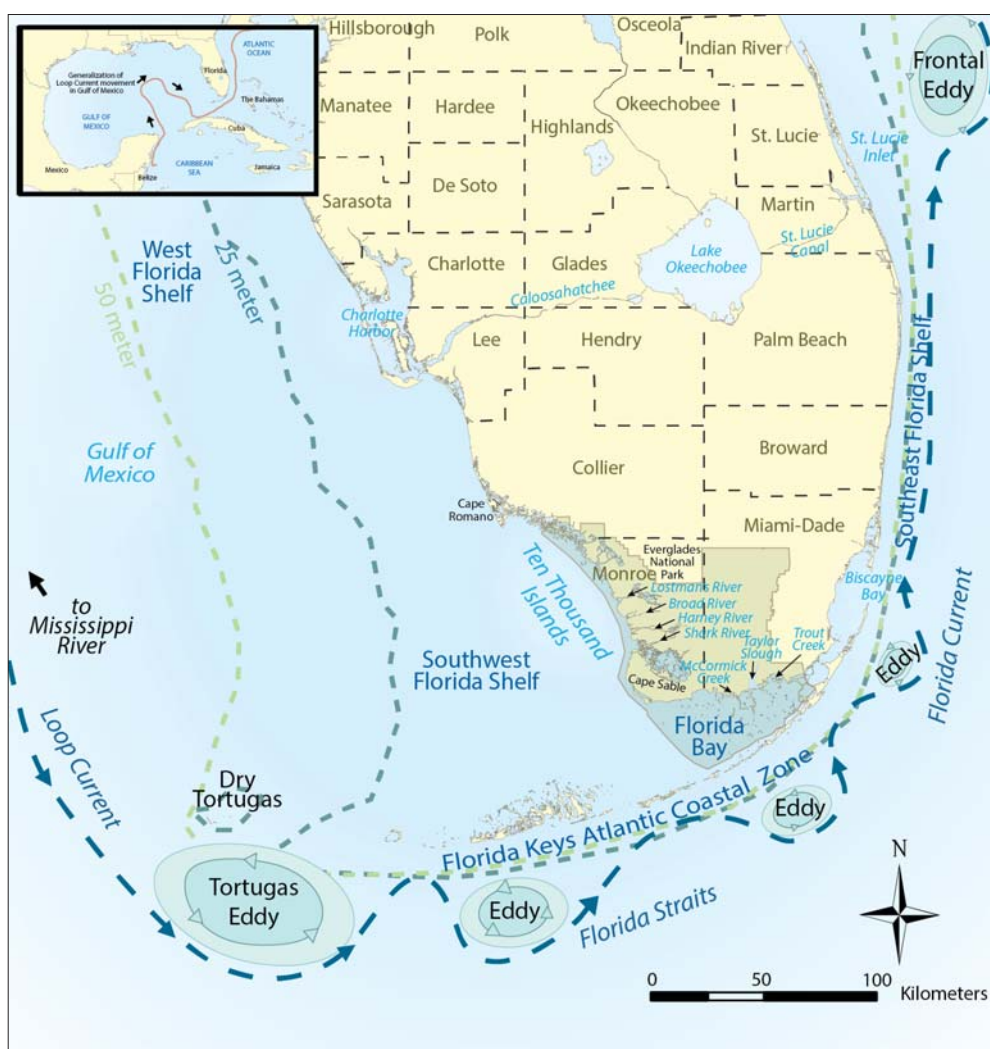 ATLANTIC
OCEAN
Generalization of
Loop Current movement
in Gulf of Mexico
Florida
The Bahamas
GULF OF
MEXICO
Cuba
Mexico
Belize
CARIBBEAN
SEA
Jamaica
Hillsborough
Polk
Osceola
Indian River
Frontal
Eddy
Manatee
Hardee
Highlands
Okeechobee
St. Lucie
St. Lucie
Inlet
Sarasota
De Soto
Martin
St. Lucie
Canal
West
Florida
Shelf
25 meter
50 meter
Charlotte
Glades
Lake
Okeechobee
Caloosahatchee
Charlotte
Harbor
Lee
Hendry
Palm Beach
Southeast Florida Shelf
Gulf of
Mexico
Collier
Broward
Cape
Romano
Miami-Dade
Ten Thousand
Islands
Everglades
National
Park
Monroe
Biscayne
Bay
Lostmans River
Broad River
Harney River
Shark River
Taylor
Slough
Trout
Creek
McCormick
Creek
Cape Sable
to
Mississippi
River
Southwest
Florida Shelf
Florida
Bay
Eddy
Florida Current
Loop Current
Dry
Tortugas
Florida Keys Atlantic Coastal Zone
Eddy
Tortugas
Eddy
Eddy
Florida Straits
N
0 50 100
Kilometers